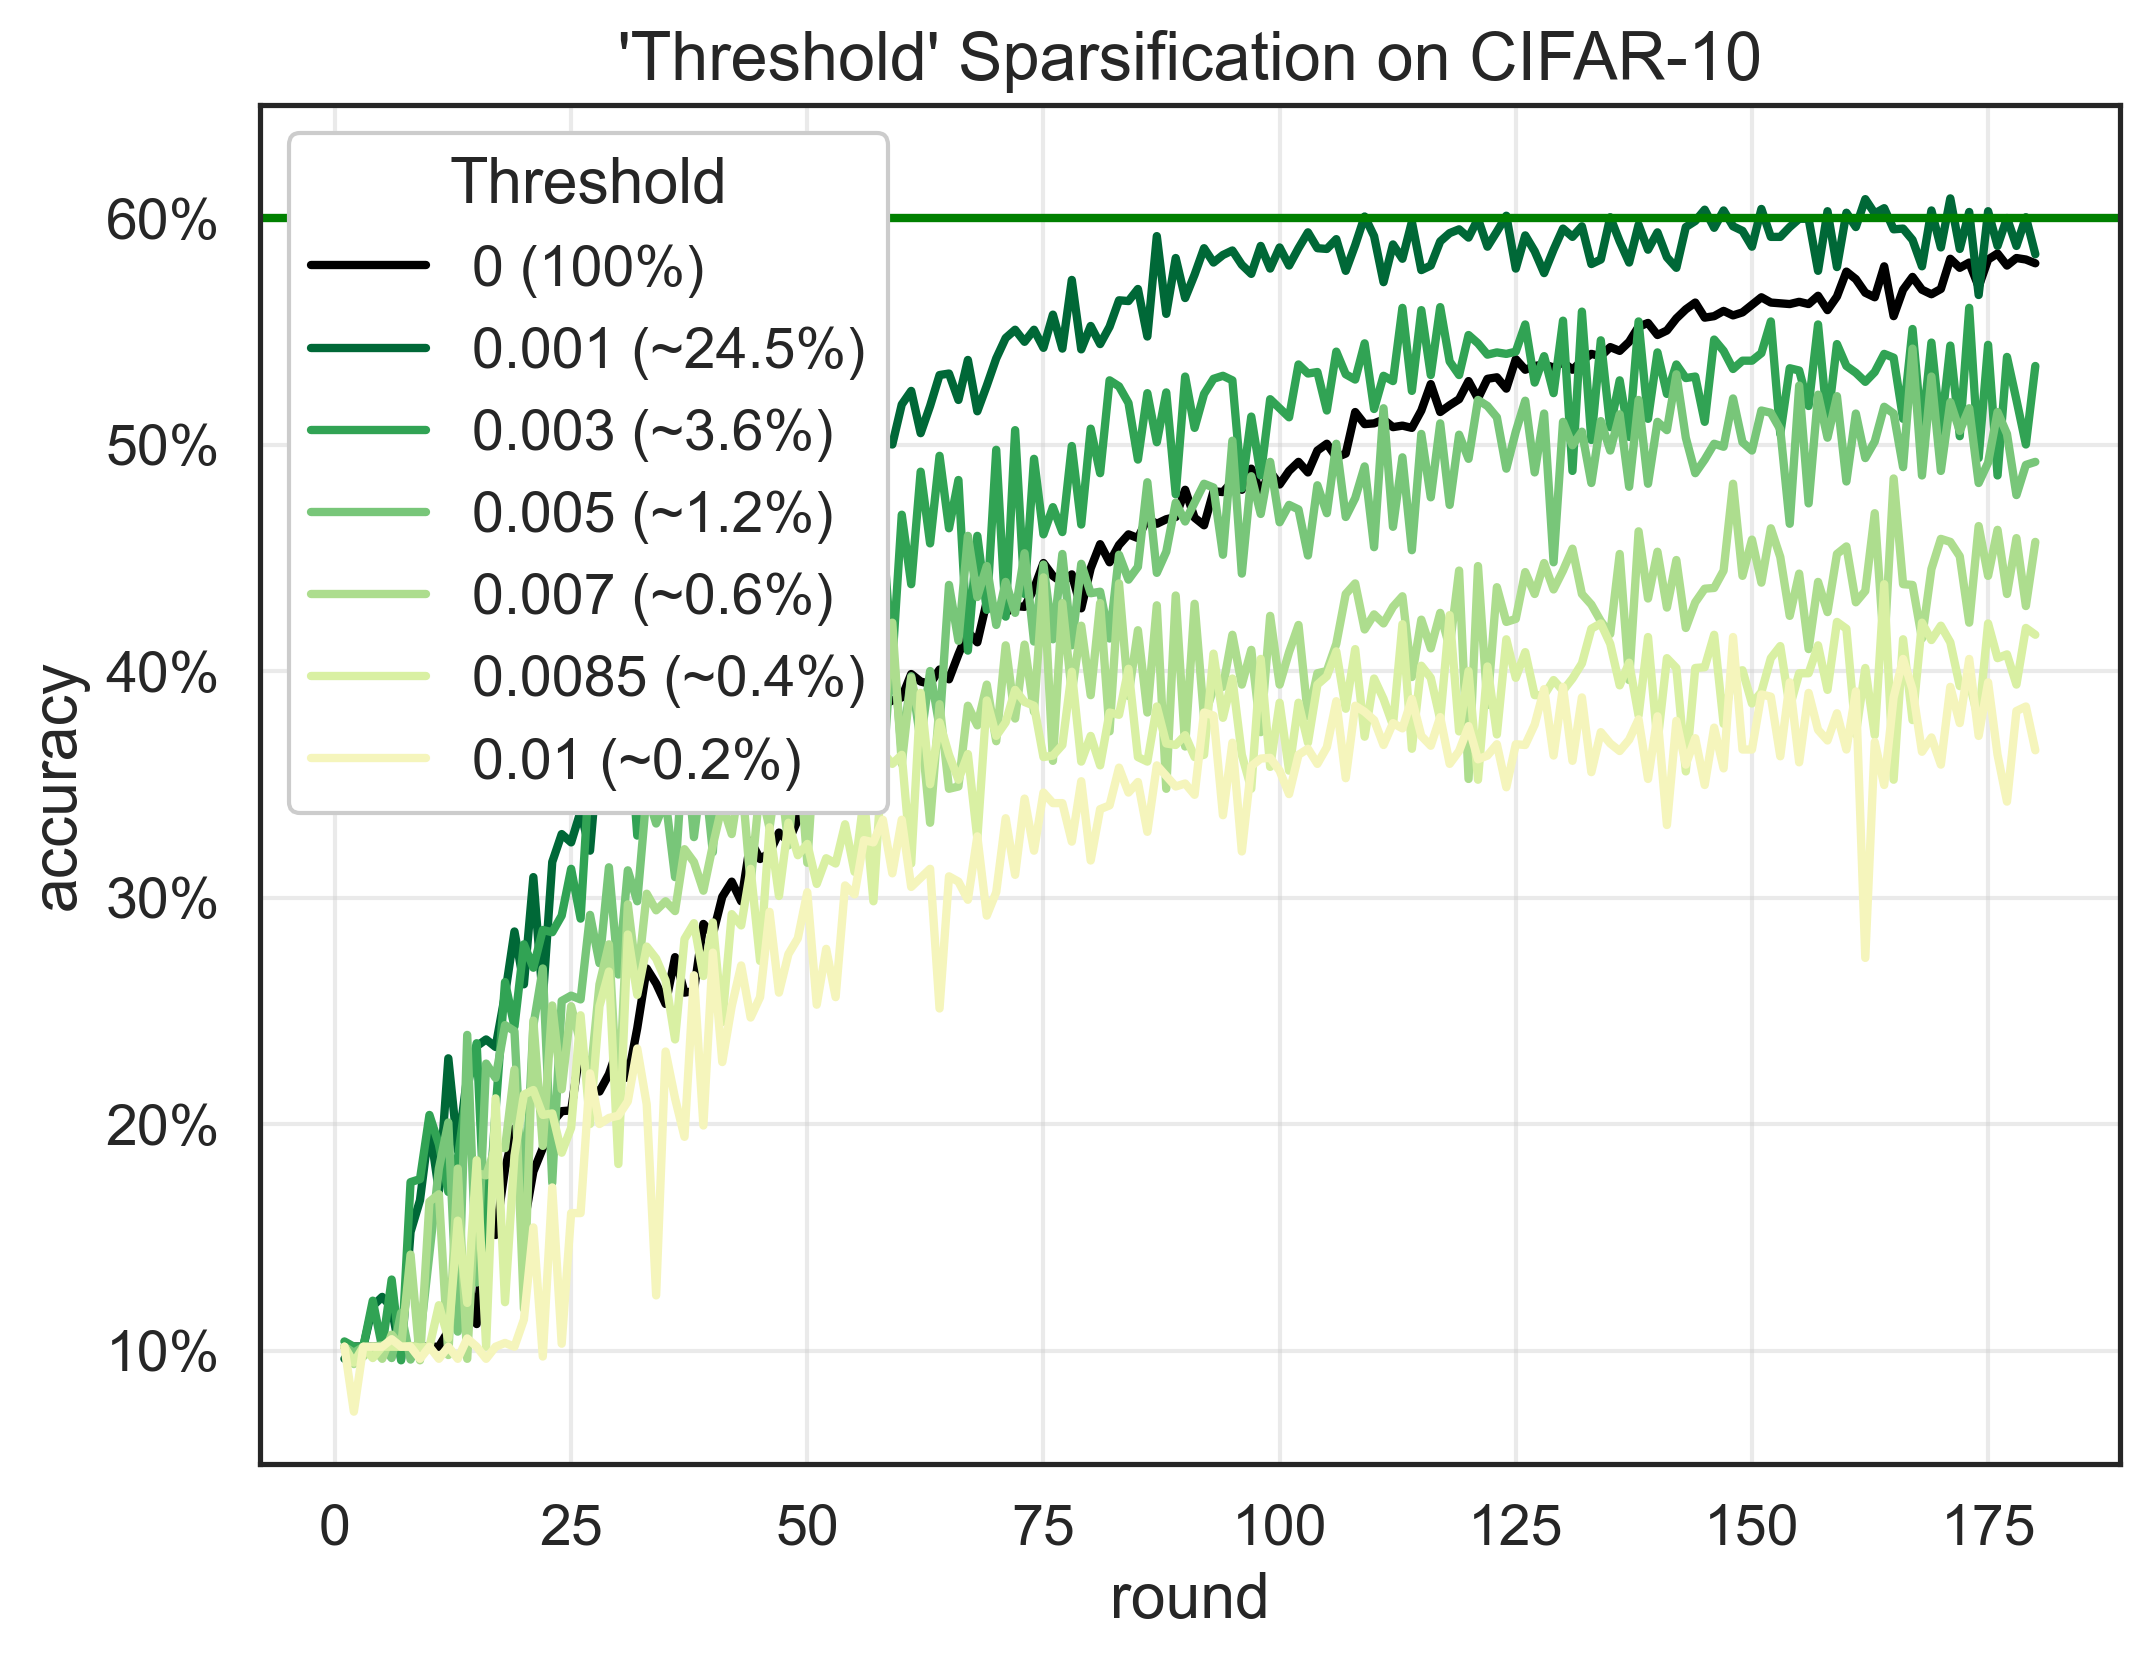 'Threshold' Sparsification on CIFAR-10
Threshold
0 (100%)
0.001 (~24.5%)
0.003 (~3.6%)
0.005 (~1.2%)
0.007 (~0.6%)
0.0085 (~0.4%)
0.01 (~0.2%)
accuracy
60%
50%
40%
30%
20%
10%
0 25 50 75 100 125 150 175
round